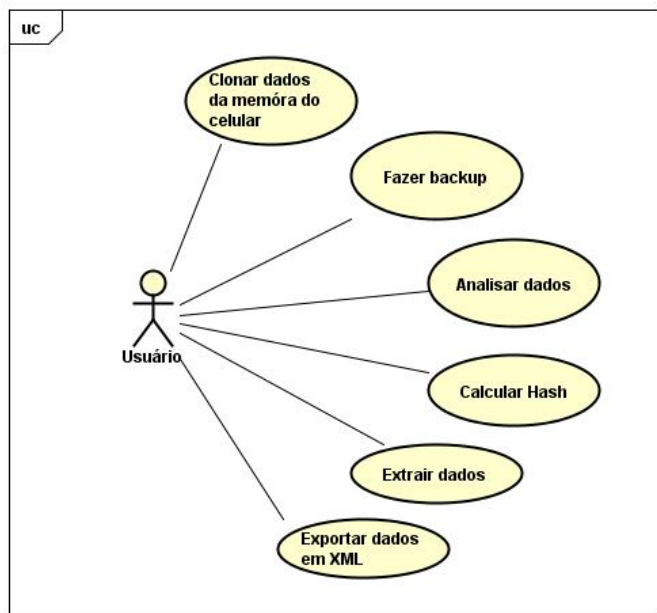 uc
Clonar dados
da memóra do
celular
Fazer backup
Analisar dados
Usuário
Calcular Hash
Extrair dados
Exportar dados
em XML